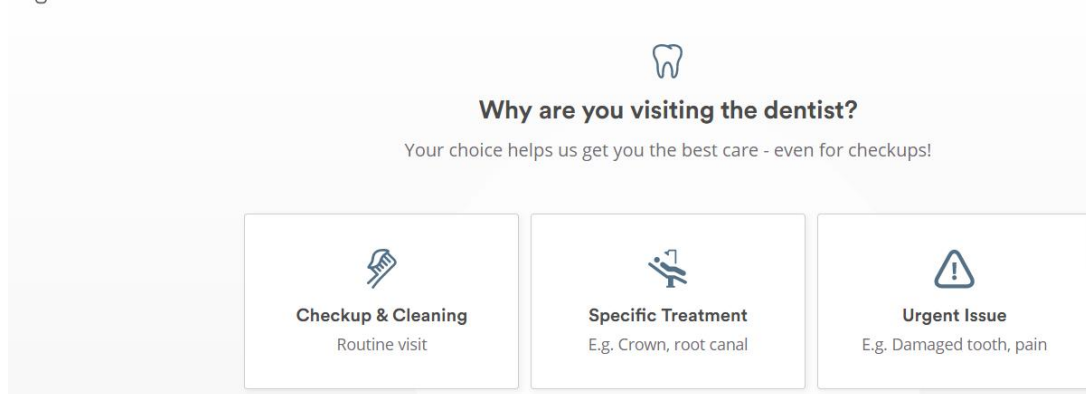 Why are you visiting the dentist?
Your choice helps us get you the best care - even for checkups!
Checkup & Cleaning
Routine visit
Specific Treatment
E.g. Crown, root canal
Urgent Issue
E.g. Damaged tooth, pain